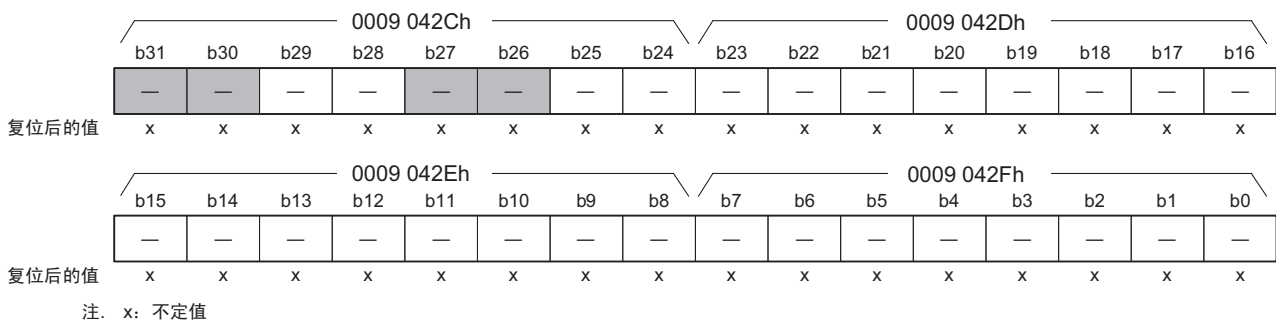 0009 042Ch 0009 042Dh
b31 b30 b29 b28 b27 b26 b25 b24 b23 b22 b21 b20 b19 b18 b17 b16
— — — — — — — — — — — — — — — —
复位后的值 x x x x x x x x x x x x x x x x
0009 042Eh 0009 042Fh
b15 b14 b13 b12 b11 b10 b9 b8 b7 b6 b5 b4 b3 b2 b1 b0
— — — — — — — — — — — — — — — —
复位后的值 x x x x x x x x x x x x x x x x
注. x：不定值